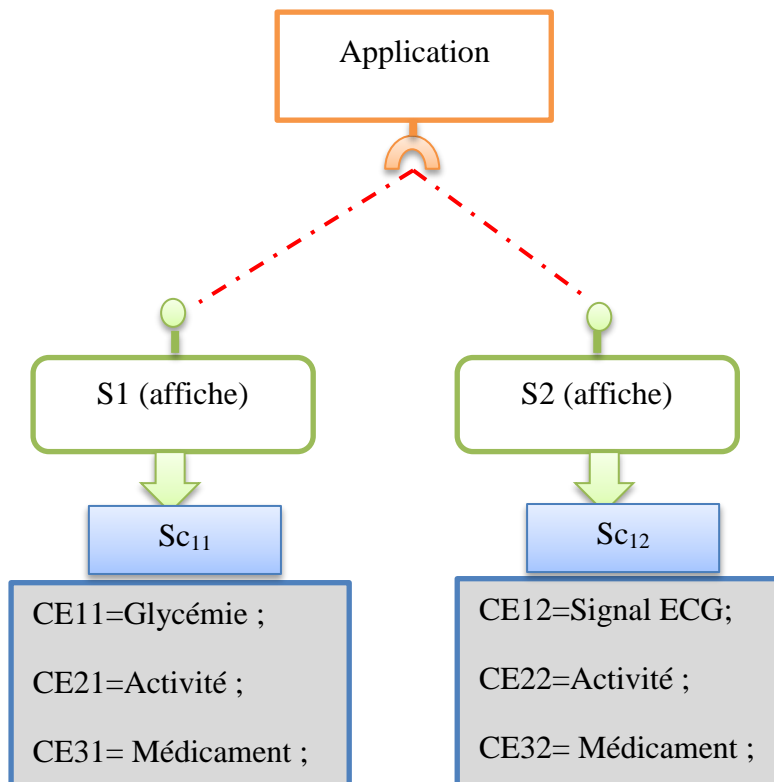 Application
S1 (affiche)
S2 (affiche)
Sc₁₁
Sc₁₂
CE11=Glycémie ;
CE21=Activité ;
CE31= Médicament ;
CE12=Signal ECG;
CE22=Activité ;
CE32= Médicament ;